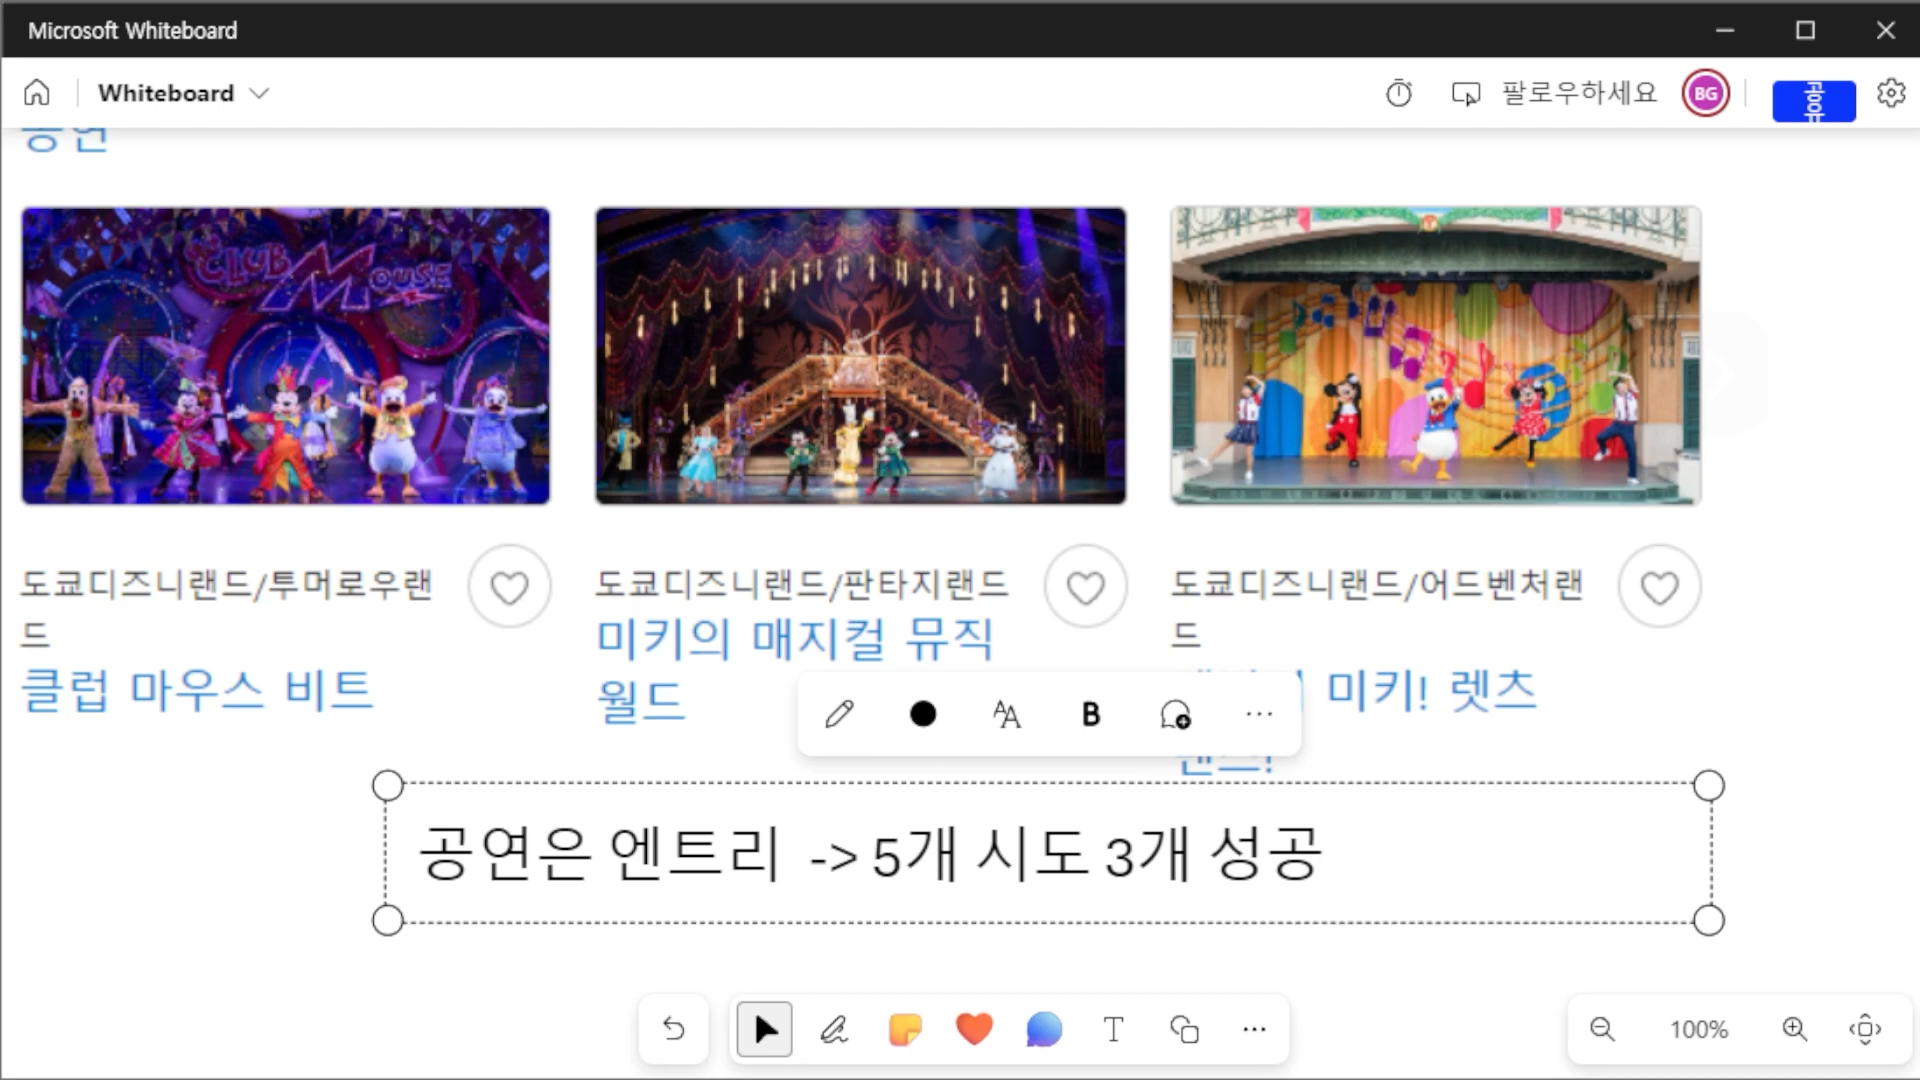 Microsoft Whiteboard
Whiteboard
팔로우하세요
BG
공유
공연
CLUB MOUSE
도쿄디즈니랜드/투머로우랜
드
클럽 마우스 비트
도쿄디즈니랜드/판타지랜드
미키의 매지컬 뮤직
월드
도쿄디즈니랜드/어드벤처랜
드
미키! 렛츠
B
공연은 엔트리 -> 5개 시도 3개 성공
100%